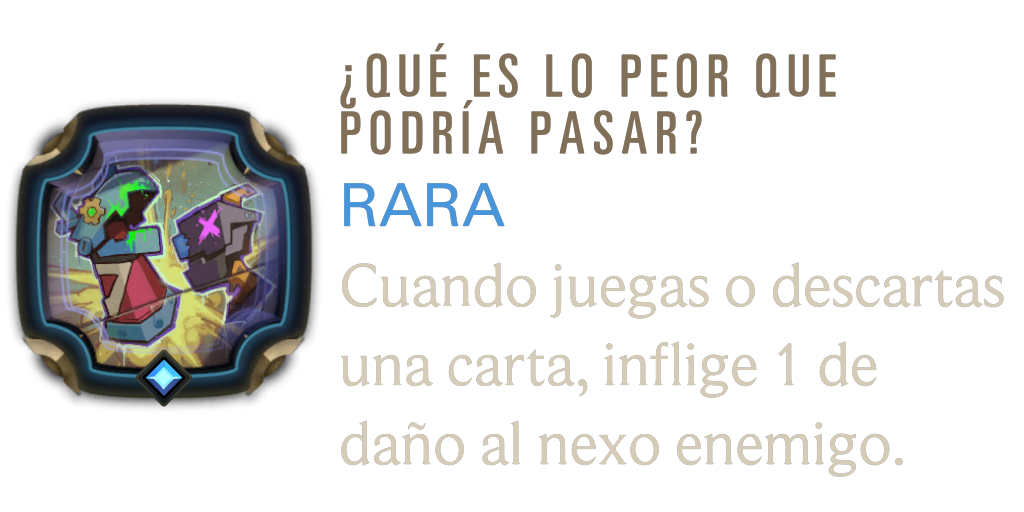 ¿QUÉ ES LO PEOR QUE
PODRÍA PASAR?
RARA
Cuando juegas o descartas
una carta, inflige 1 de
daño al nexo enemigo.